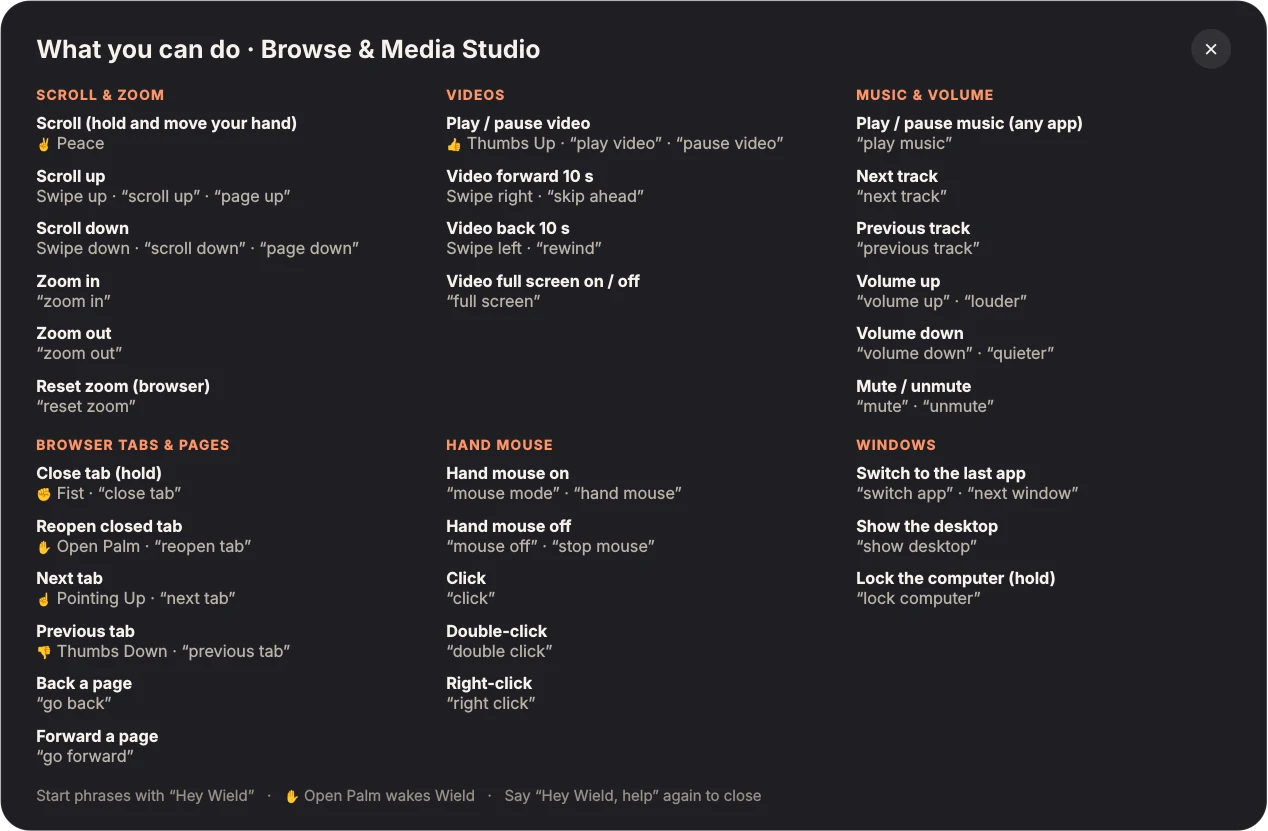 What you can do · Browse & Media Studio
SCROLL & ZOOM
Scroll (hold and move your hand)
✌️ Peace
Scroll up
Swipe up · “scroll up” · “page up”
Scroll down
Swipe down · “scroll down” · “page down”
Zoom in
“zoom in”
Zoom out
“zoom out”
Reset zoom (browser)
“reset zoom”
VIDEOS
Play / pause video
👍 Thumbs Up · “play video” · “pause video”
Video forward 10 s
Swipe right · “skip ahead”
Video back 10 s
Swipe left · “rewind”
Video full screen on / off
“full screen”
MUSIC & VOLUME
Play / pause music (any app)
“play music”
Next track
“next track”
Previous track
“previous track”
Volume up
“volume up” · “louder”
Volume down
“volume down” · “quieter”
Mute / unmute
“mute” · “unmute”
BROWSER TABS & PAGES
Close tab (hold)
✊ Fist · “close tab”
Reopen closed tab
✋ Open Palm · “reopen tab”
Next tab
☝️ Pointing Up · “next tab”
Previous tab
👎 Thumbs Down · “previous tab”
Back a page
“go back”
Forward a page
“go forward”
HAND MOUSE
Hand mouse on
“mouse mode” · “hand mouse”
Hand mouse off
“mouse off” · “stop mouse”
Click
“click”
Double-click
“double click”
Right-click
“right click”
WINDOWS
Switch to the last app
“switch app” · “next window”
Show the desktop
“show desktop”
Lock the computer (hold)
“lock computer”
Start phrases with “Hey Wield” · ✋ Open Palm wakes Wield · Say “Hey Wield, help” again to close